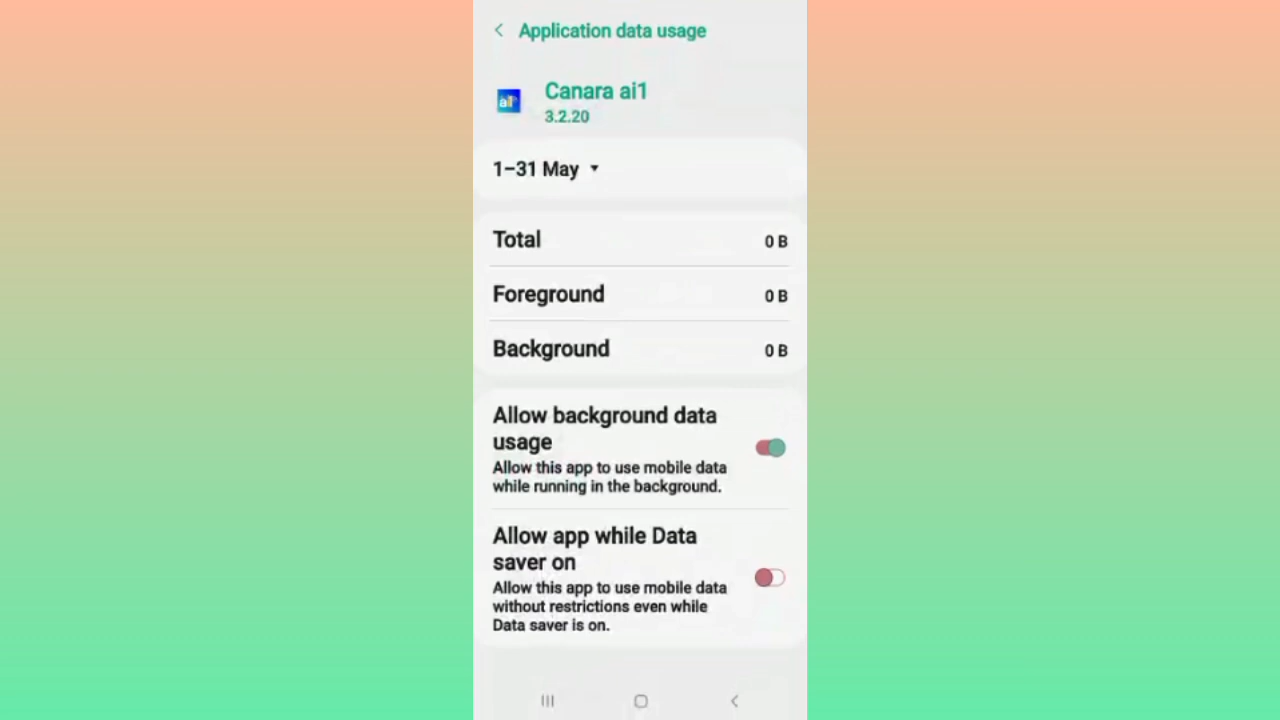 Application data usage
ai1
Canara ai1
3.2.20
1–31 May
Total
0 B
Foreground
0 B
Background
0 B
Allow background data
usage
Allow this app to use mobile data
while running in the background.
Allow app while Data
saver on
Allow this app to use mobile data
without restrictions even while
Data saver is on.